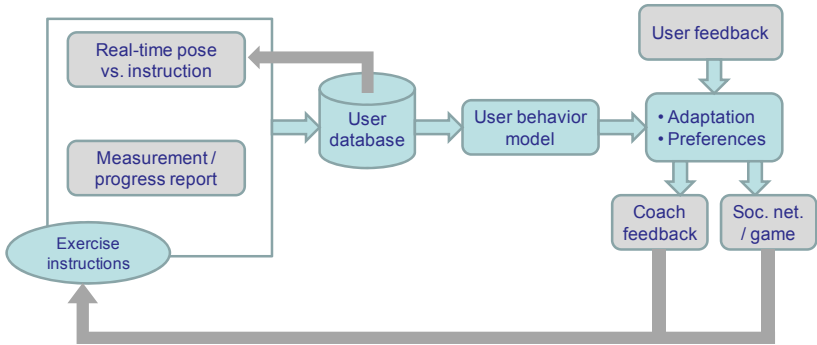 Real-time pose
vs. instruction
Measurement /
progress report
Exercise
instructions
User
database
User behavior
model
User feedback
• Adaptation
• Preferences
Coach
feedback
Soc. net.
/ game